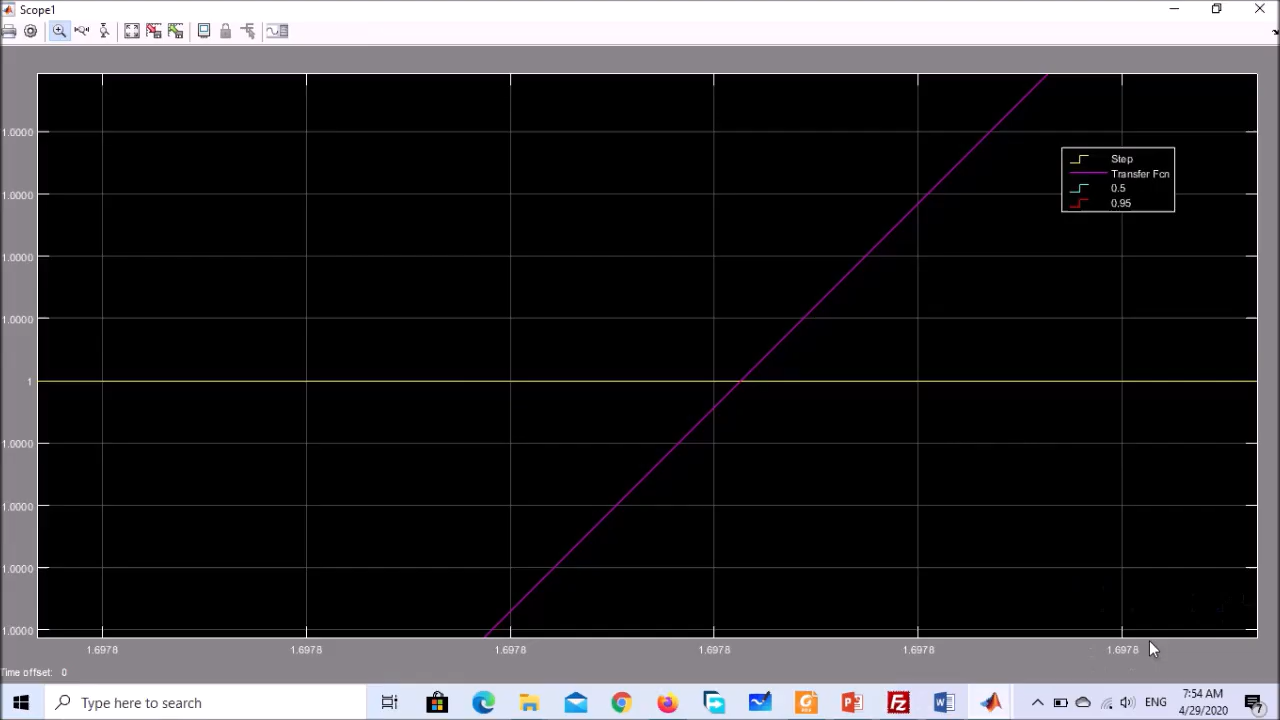 Scope1
1.0000
1.0000
1.0000
1.0000
1
1.0000
1.0000
1.0000
1.0000
Step
Transfer Fcn
0.5
0.95
1.6978 1.6978 1.6978 1.6978 1.6978 1.6978
Time offset: 0
Type here to search
ENG
7:54 AM
4/29/2020
7